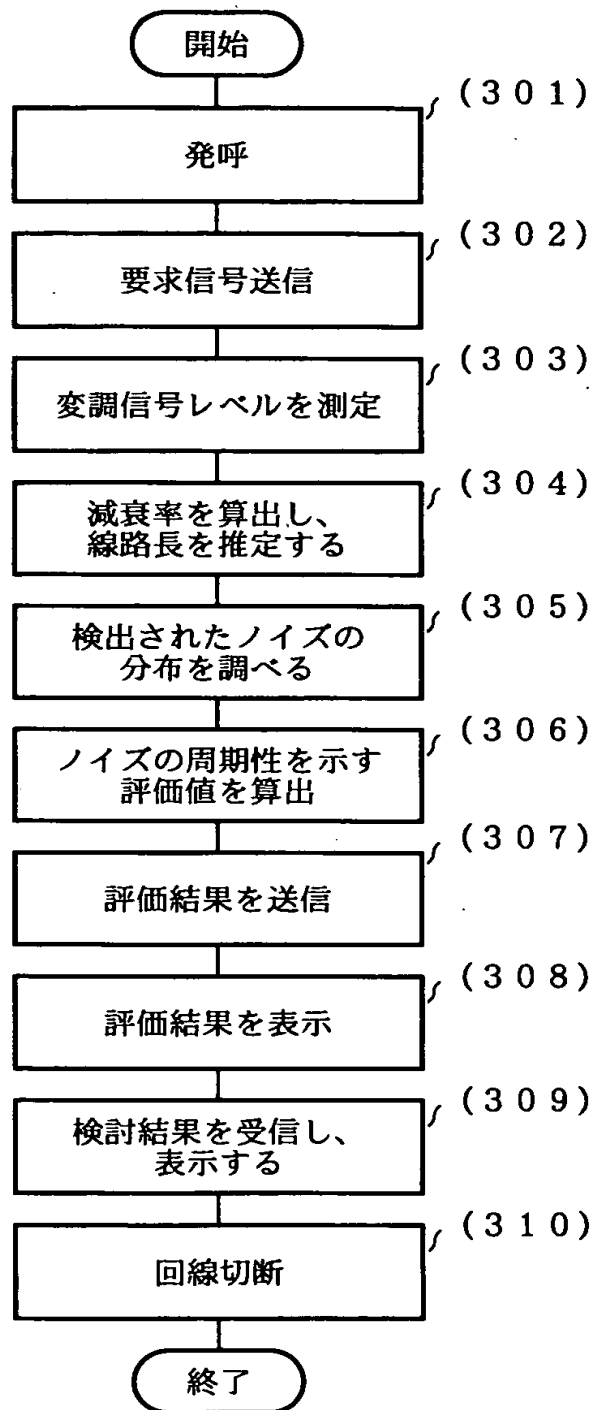 開始
(301)
発呼
(302)
要求信号送信
(303)
変調信号レベルを測定
(304)
減衰率を算出し、
線路長を推定する
(305)
検出されたノイズの
分布を調べる
(306)
ノイズの周期性を示す
評価値を算出
(307)
評価結果を送信
(308)
評価結果を表示
(309)
検討結果を受信し、
表示する
(310)
回線切断
終了